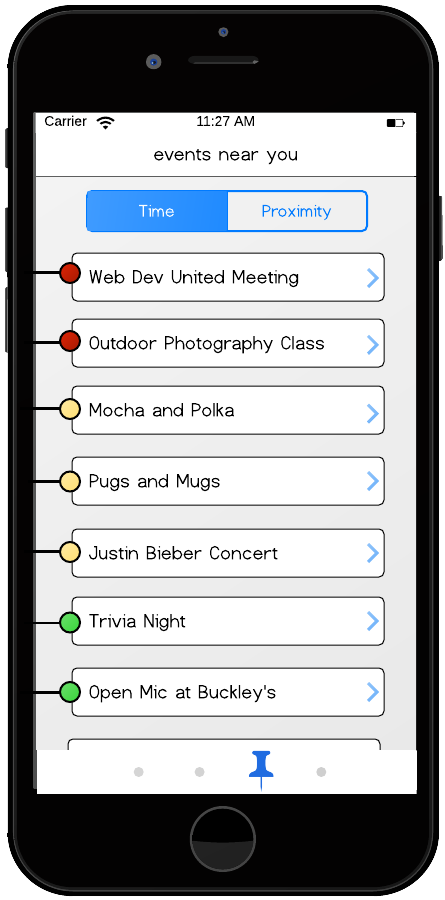 Carrier 11:27 AM
events near you
Time Proximity
Web Dev United Meeting
Outdoor Photography Class
Mocha and Polka
Pugs and Mugs
Justin Bieber Concert
Trivia Night
Open Mic at Buckley's